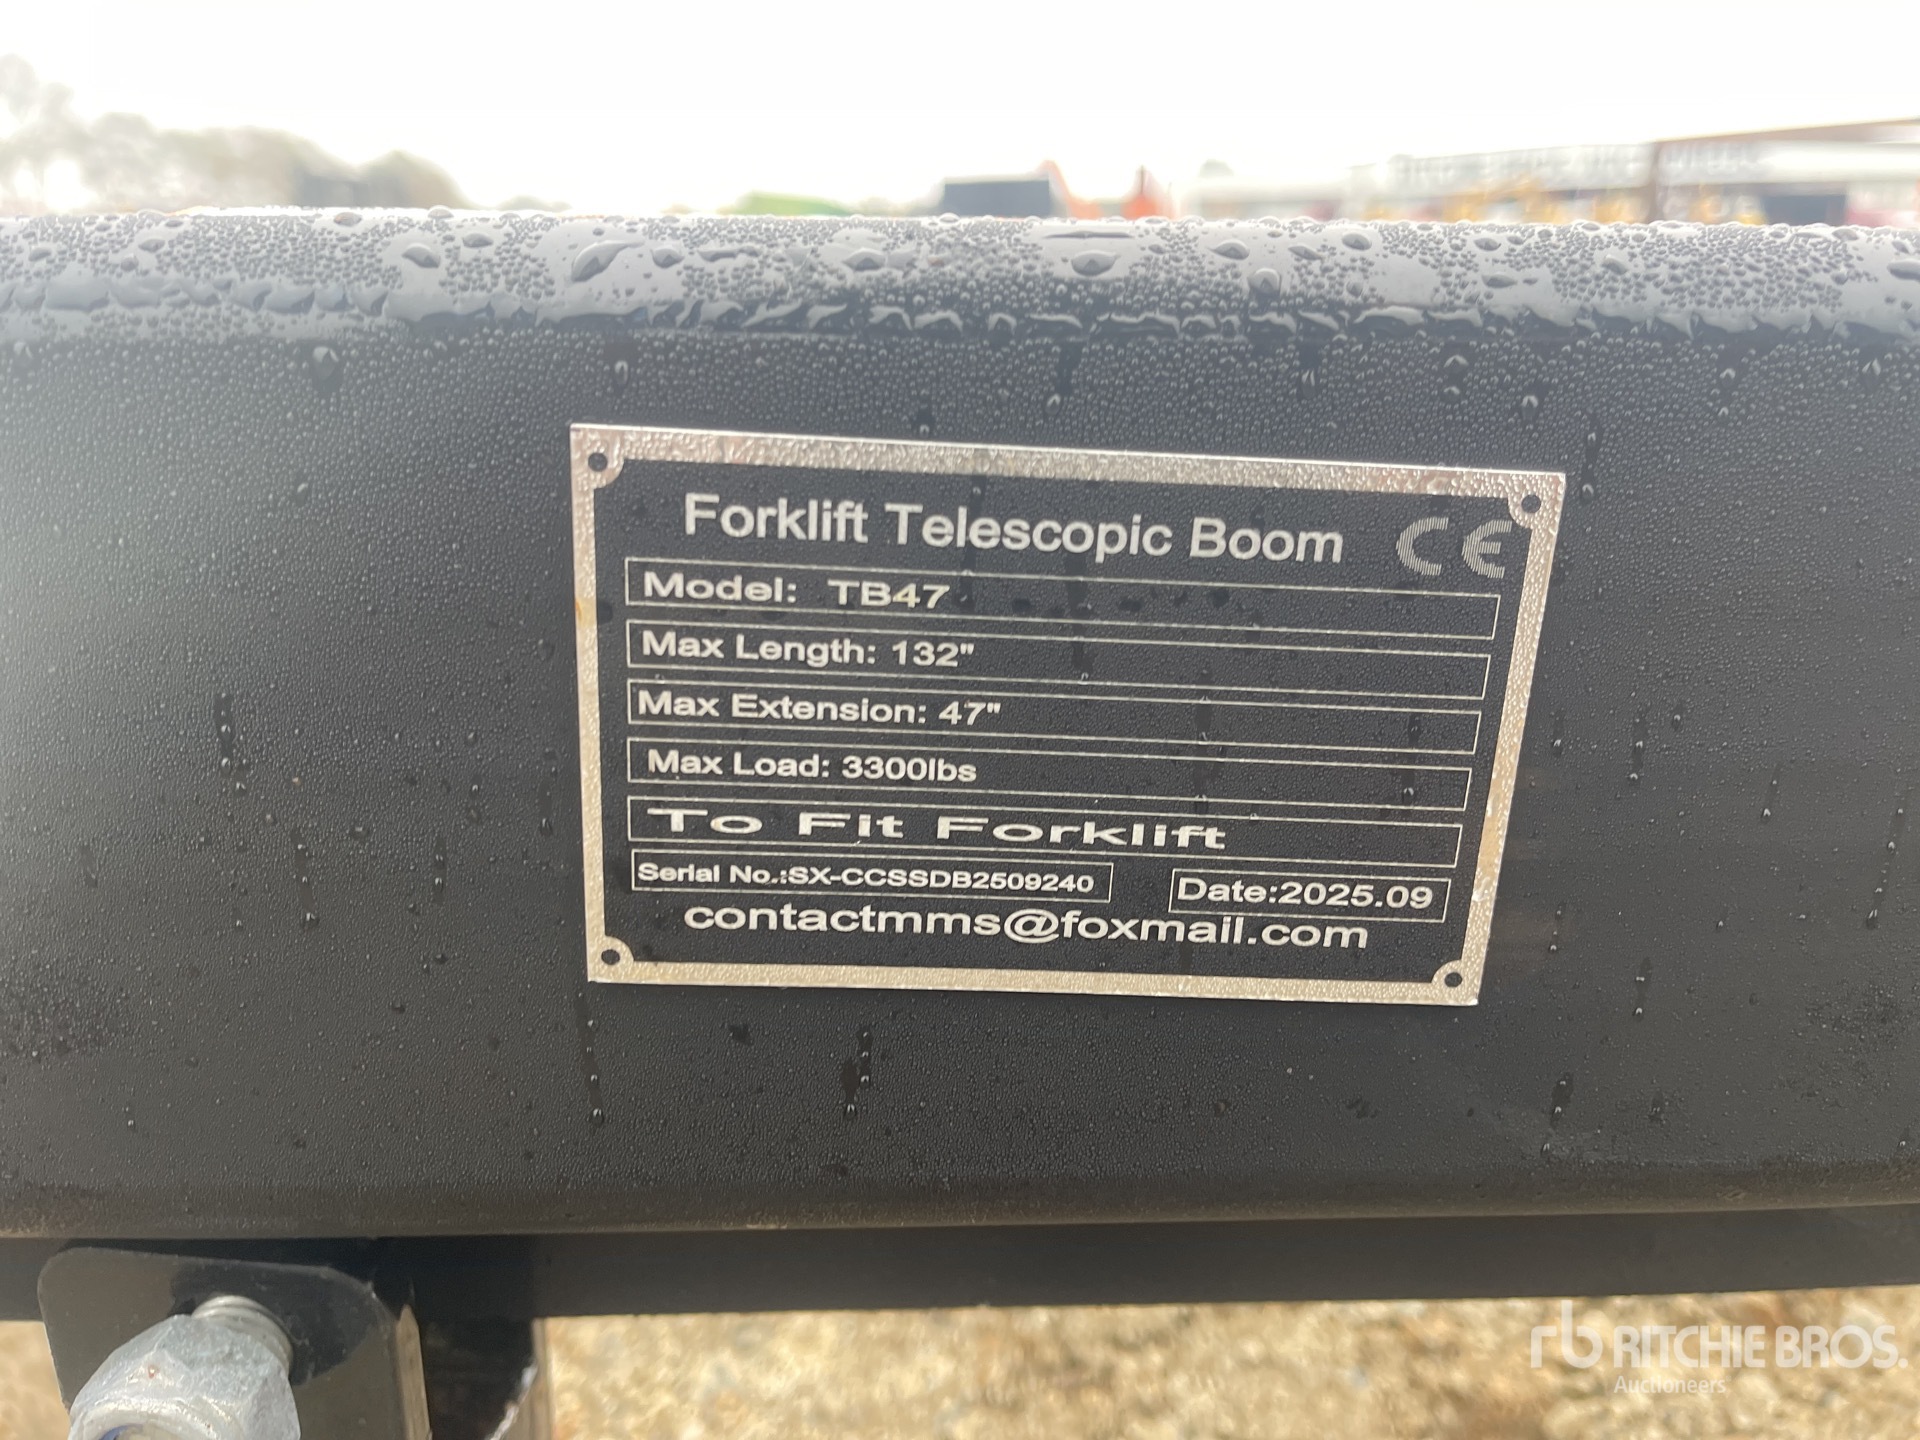 Forklift Telescopic Boom CE
Model: TB47
Max Length: 132"
Max Extension: 47"
Max Load: 3300lbs
To Fit Forklift
Serial No.:SX-CCSSDB2509240 Date:2025.09
contactmms@foxmail.com
rb RITCHIE BROS.
Auctioneers